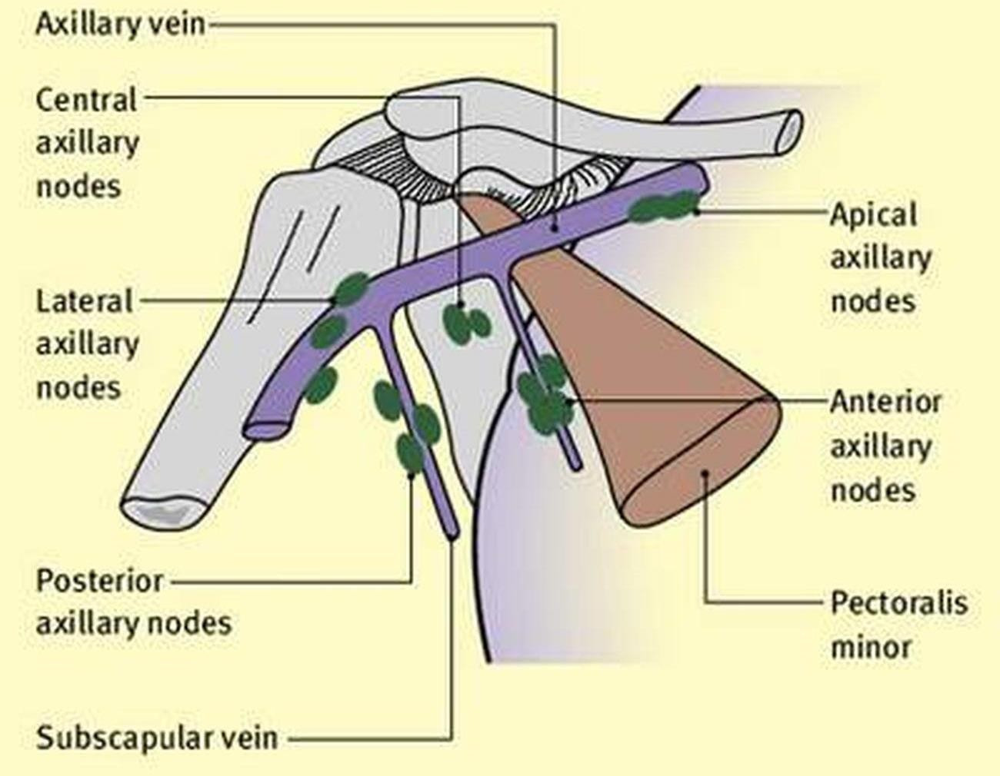 Axillary vein
Central
axillary
nodes
Lateral
axillary
nodes
Posterior
axillary nodes
Subscapular vein
Apical
axillary
nodes
Anterior
axillary
nodes
Pectoralis
minor